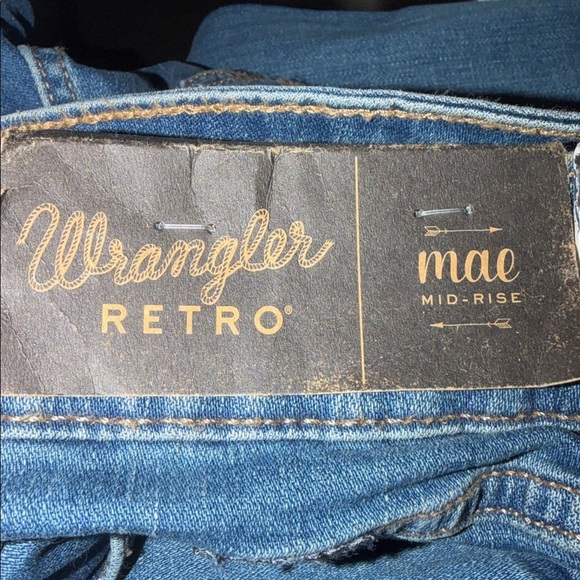 Wrangler
RETRO®
mae
MID-RISE